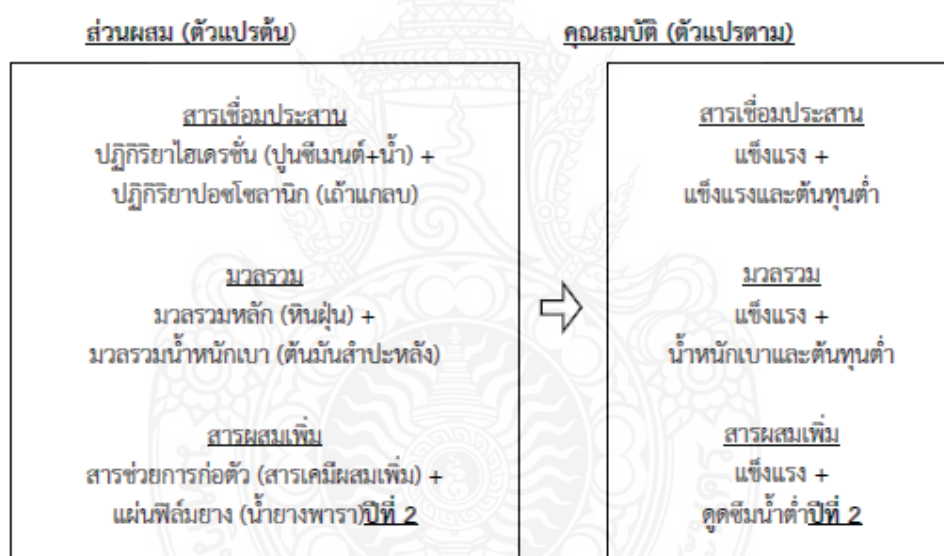 ส่วนผสม (ตัวแปรต้น)
คุณสมบัติ (ตัวแปรตาม)
สารเชื่อมประสาน
ปฏิกิริยาไฮเดรชั่น (ปูนซีเมนต์+น้ำ) +
ปฏิกิริยาปอซโซลานิก (เถ้าแกลบ)
มวลรวม
มวลรวมหลัก (หินฝุ่น) +
มวลรวมน้ำหนักเบา (ต้นมันสำปะหลัง)
สารผสมเพิ่ม
สารช่วยการก่อตัว (สารเคมีผสมเพิ่ม) +
แผ่นฟิล์มยาง (น้ำยางพารา)ปีที่ 2
สารเชื่อมประสาน
แข็งแรง +
แข็งแรงและต้นทุนต่ำ
มวลรวม
แข็งแรง +
น้ำหนักเบาและต้นทุนต่ำ
สารผสมเพิ่ม
แข็งแรง +
ดูดซึมน้ำต่ำปีที่ 2